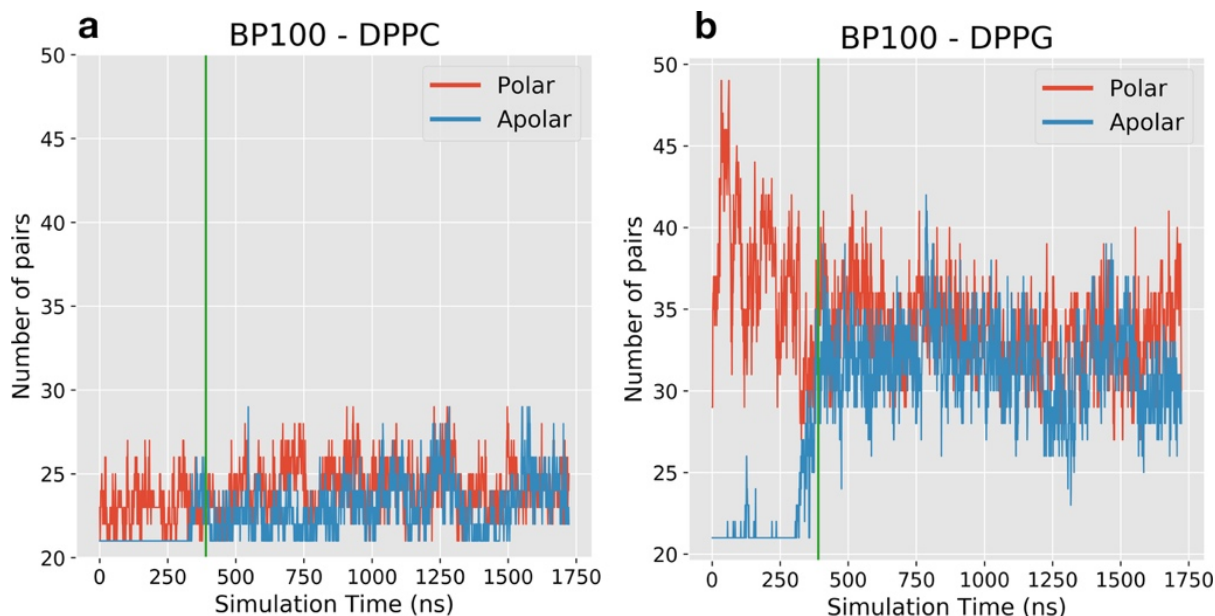 a
BP100 - DPPC
50
45
40
35
30
25
20
Number of pairs
Polar
Apolar
0 250 500 750 1000 1250 1500 1750
Simulation Time (ns)
b
BP100 - DPPG
50
45
40
35
30
25
20
Number of pairs
Polar
Apolar
0 250 500 750 1000 1250 1500 1750
Simulation Time (ns)